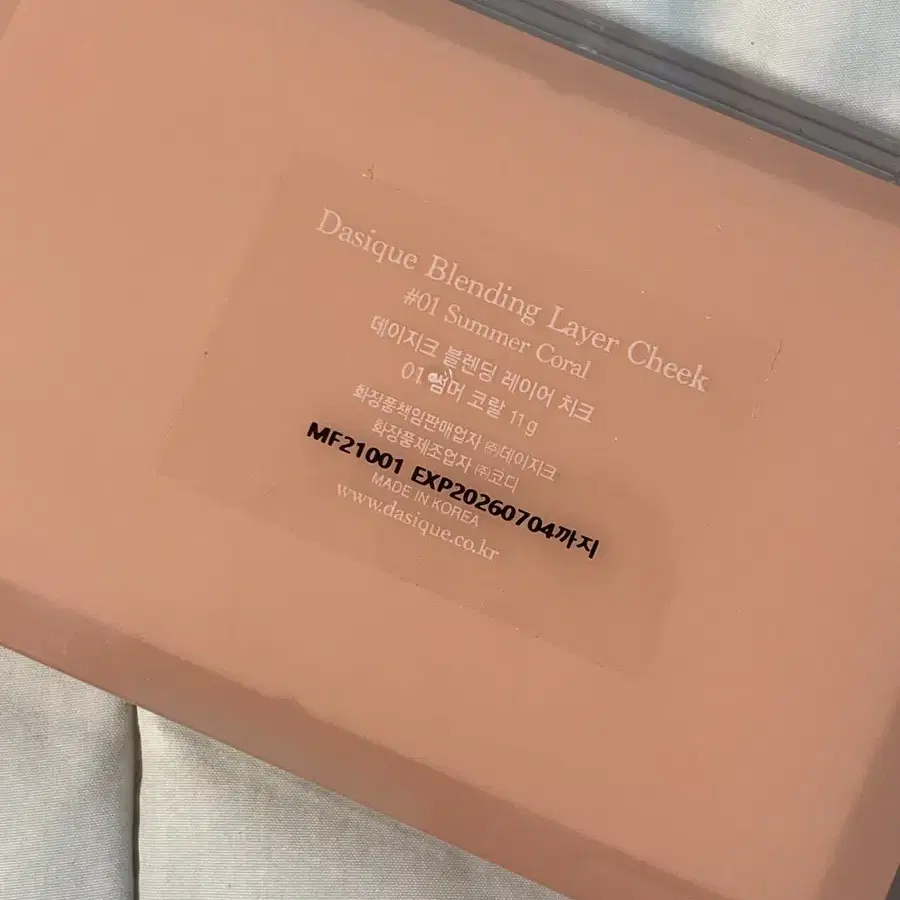 Dasique Blending Layer Cheek
#01 Summer Coral
데이지크 블렌딩 레이어 치크
01 썸머 코랄 11g
화장품책임판매업자 ㈜데이지크
화장품제조업자 ㈜코디
MF21001 EXP20260704까지
MADE IN KOREA
www.dasique.co.kr